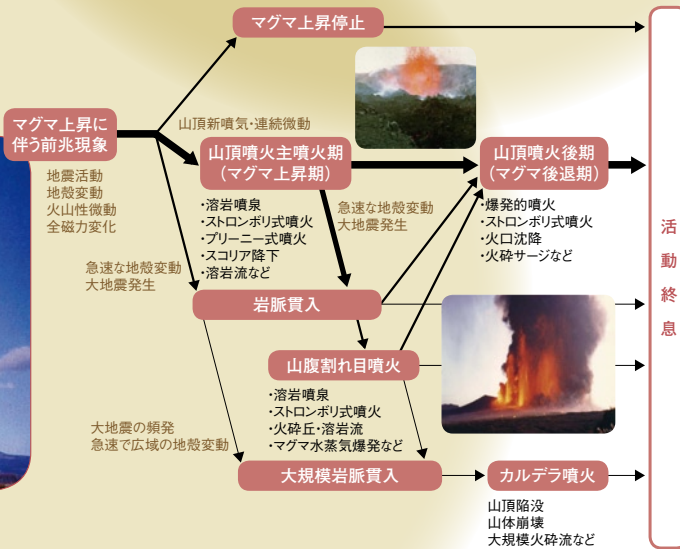 マグマ上昇停止
マグマ上昇に
伴う前兆現象
地震活動
地殻変動
火山性微動
全磁力変化
山頂新噴気・連続微動
山頂噴火主噴火期
(マグマ上昇期)
・溶岩噴泉
・ストロンボリ式噴火
・プリーニー式噴火
・スコリア降下
・溶岩流など
急速な地殻変動
大地震発生
山頂噴火後期
(マグマ後退期)
・爆発的噴火
・ストロンボリ式噴火
・火口沈降
・火砕サージなど
急速な地殻変動
大地震発生
岩脈貫入
山腹割れ目噴火
・溶岩噴泉
・ストロンボリ式噴火
・火砕丘・溶岩流
・マグマ水蒸気爆発など
大地震の頻発
急速で広域の地殻変動
大規模岩脈貫入
カルデラ噴火
山頂陥没
山体崩壊
大規模火砕流など
活動終息